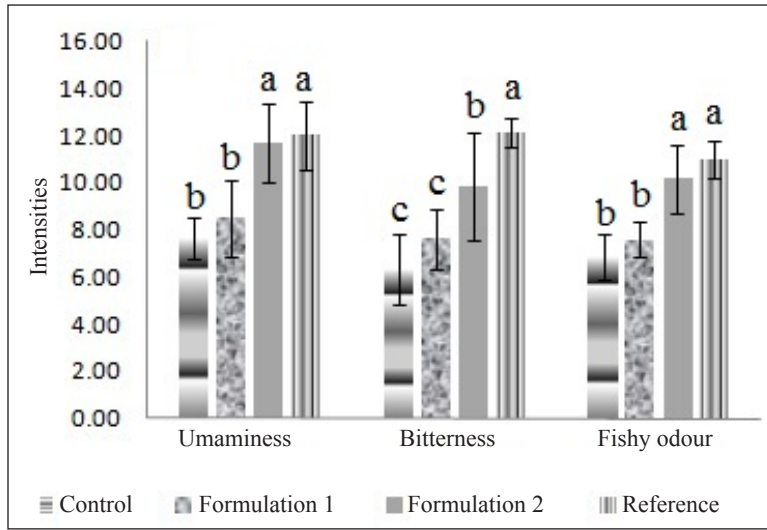 16.00
14.00
12.00
10.00
8.00
6.00
4.00
2.00
0.00
Intensities
b b a a
c c b a
b b a a
Umaminess Bitterness Fishy odour
Control Formulation 1 Formulation 2 Reference